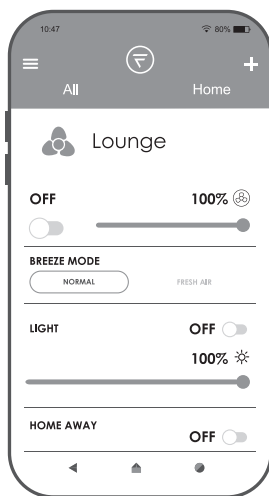 10:47 80%
All Home
Lounge
OFF 100%
BREEZE MODE
NORMAL FRESH AIR
LIGHT OFF
100%
HOME AWAY
OFF